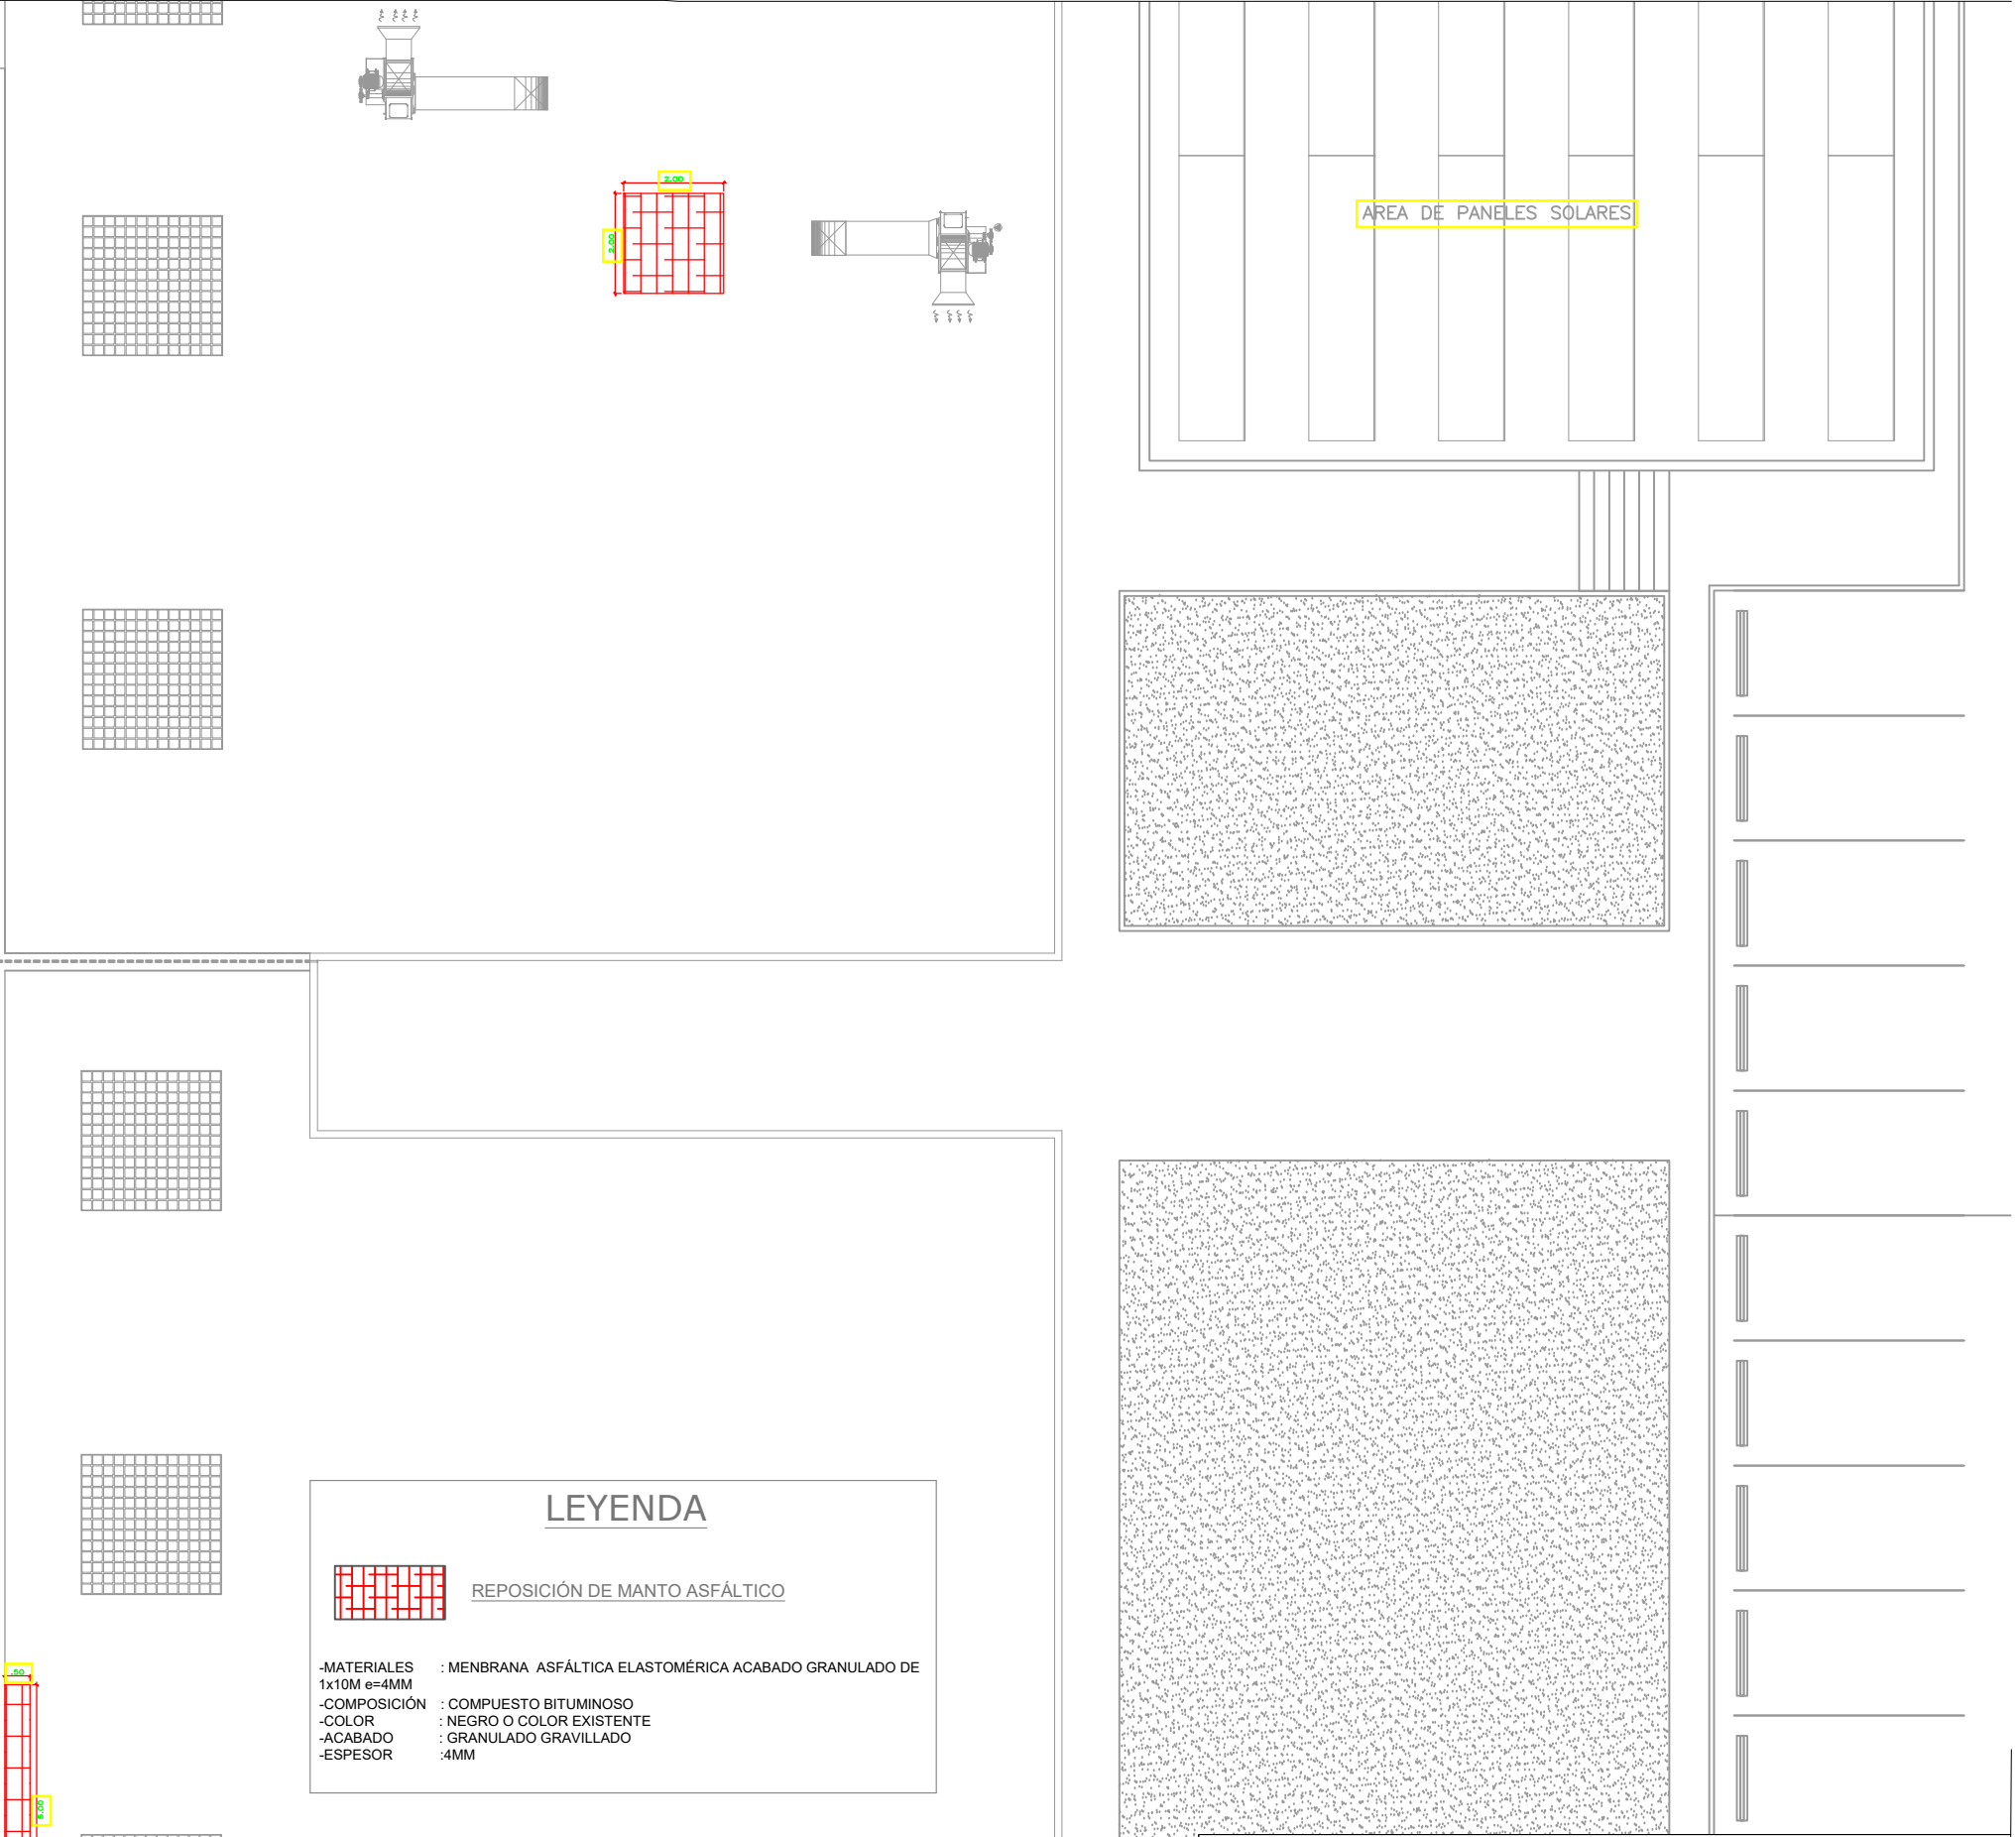 2.00
2.00
AREA DE PANELES SOLARES
LEYENDA
REPOSICIÓN DE MANTO ASFÁLTICO
-MATERIALES : MENBRANA ASFÁLTICA ELASTOMÉRICA ACABADO GRANULADO DE
1x10M e=4MM
-COMPOSICIÓN : COMPUESTO BITUMINOSO
-COLOR : NEGRO O COLOR EXISTENTE
-ACABADO : GRANULADO GRAVILLADO
-ESPESOR :4MM
.50
5.00